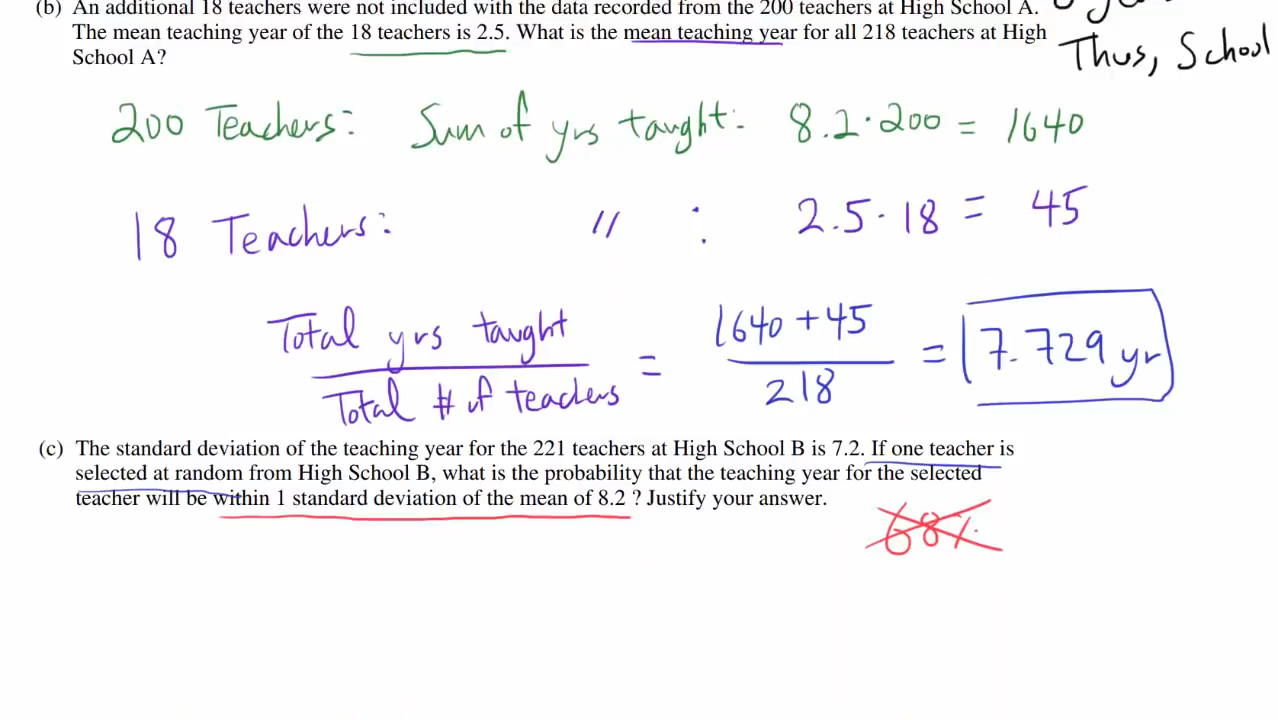 (b) An additional 18 teachers were not included with the data recorded from the 200 teachers at High School A.
The mean teaching year of the 18 teachers is 2.5. What is the mean teaching year for all 218 teachers at High
School A?
Thus, School
200 Teachers: Sum of yrs taught: 8.2·200 = 1640
18 Teachers: " : 2.5·18 = 45
Total yrs taught
Total # of teachers
=
1640 + 45
218
= 7.729 yr
(c) The standard deviation of the teaching year for the 221 teachers at High School B is 7.2. If one teacher is
selected at random from High School B, what is the probability that the teaching year for the selected
teacher will be within 1 standard deviation of the mean of 8.2 ? Justify your answer.
68%